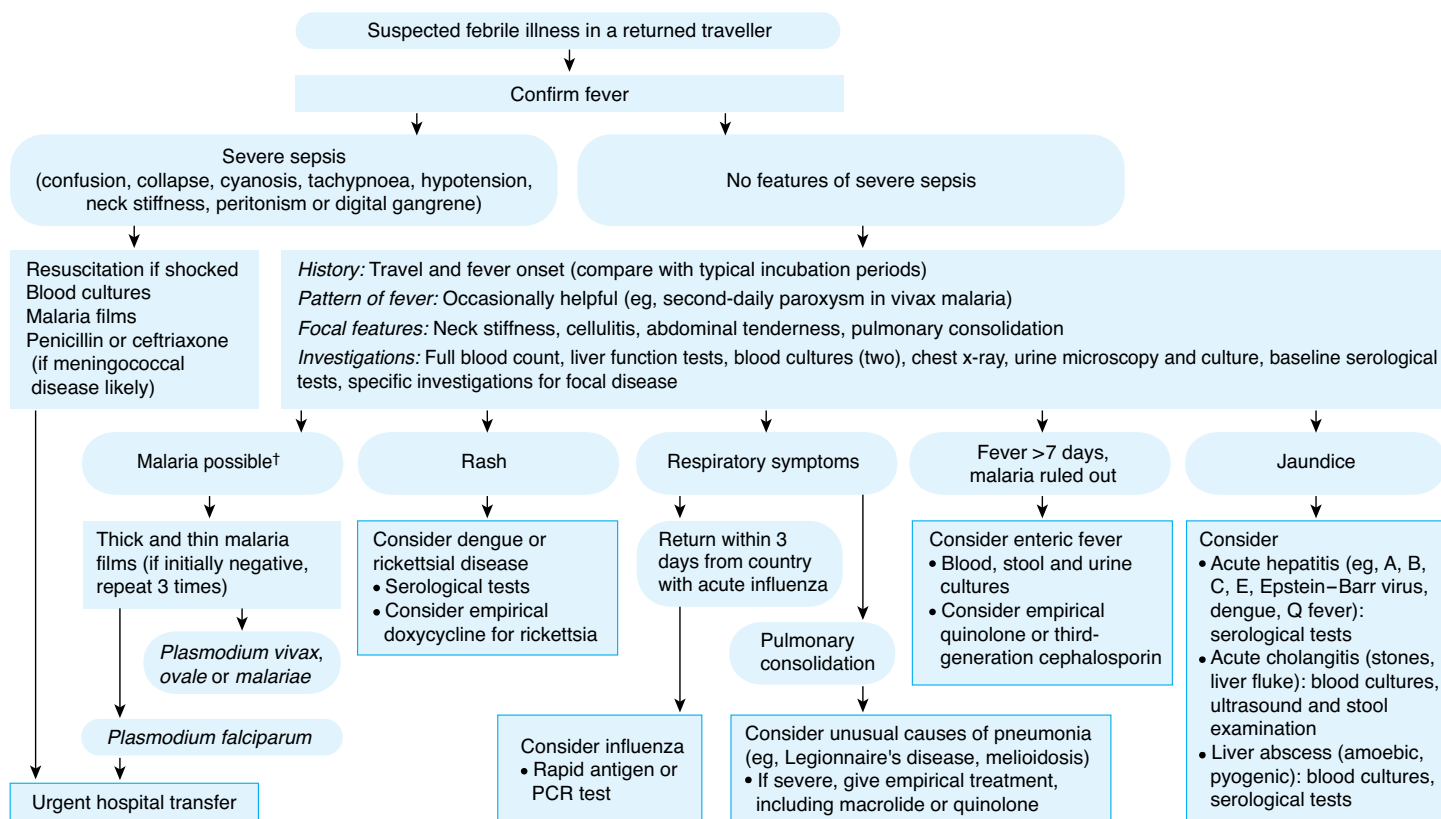 Suspected febrile illness in a returned traveller
Confirm fever
Severe sepsis
(confusion, collapse, cyanosis, tachypnoea, hypotension,
neck stiffness, peritonism or digital gangrene)
No features of severe sepsis
Resuscitation if shocked
Blood cultures
Malaria films
Penicillin or ceftriaxone
(if meningococcal
disease likely)
History: Travel and fever onset (compare with typical incubation periods)
Pattern of fever: Occasionally helpful (eg, second-daily paroxysm in vivax malaria)
Focal features: Neck stiffness, cellulitis, abdominal tenderness, pulmonary consolidation
Investigations: Full blood count, liver function tests, blood cultures (two), chest x-ray, urine microscopy and culture, baseline serological
tests, specific investigations for focal disease
Malaria possible†
Thick and thin malaria
films (if initially negative,
repeat 3 times)
Plasmodium vivax,
ovale or malariae
Plasmodium falciparum
Urgent hospital transfer
Rash
Consider dengue or
rickettsial disease
• Serological tests
• Consider empirical
doxycycline for rickettsia
Respiratory symptoms
Return within 3
days from country
with acute influenza
Pulmonary
consolidation
Consider influenza
• Rapid antigen or
PCR test
Consider unusual causes of pneumonia
(eg, Legionnaire's disease, melioidosis)
• If severe, give empirical treatment,
including macrolide or quinolone
Fever >7 days,
malaria ruled out
Consider enteric fever
• Blood, stool and urine
cultures
• Consider empirical
quinolone or third-
generation cephalosporin
Jaundice
Consider
• Acute hepatitis (eg, A, B,
C, E, Epstein–Barr virus,
dengue, Q fever):
serological tests
• Acute cholangitis (stones,
liver fluke): blood cultures,
ultrasound and stool
examination
• Liver abscess (amoebic,
pyogenic): blood cultures,
serological tests